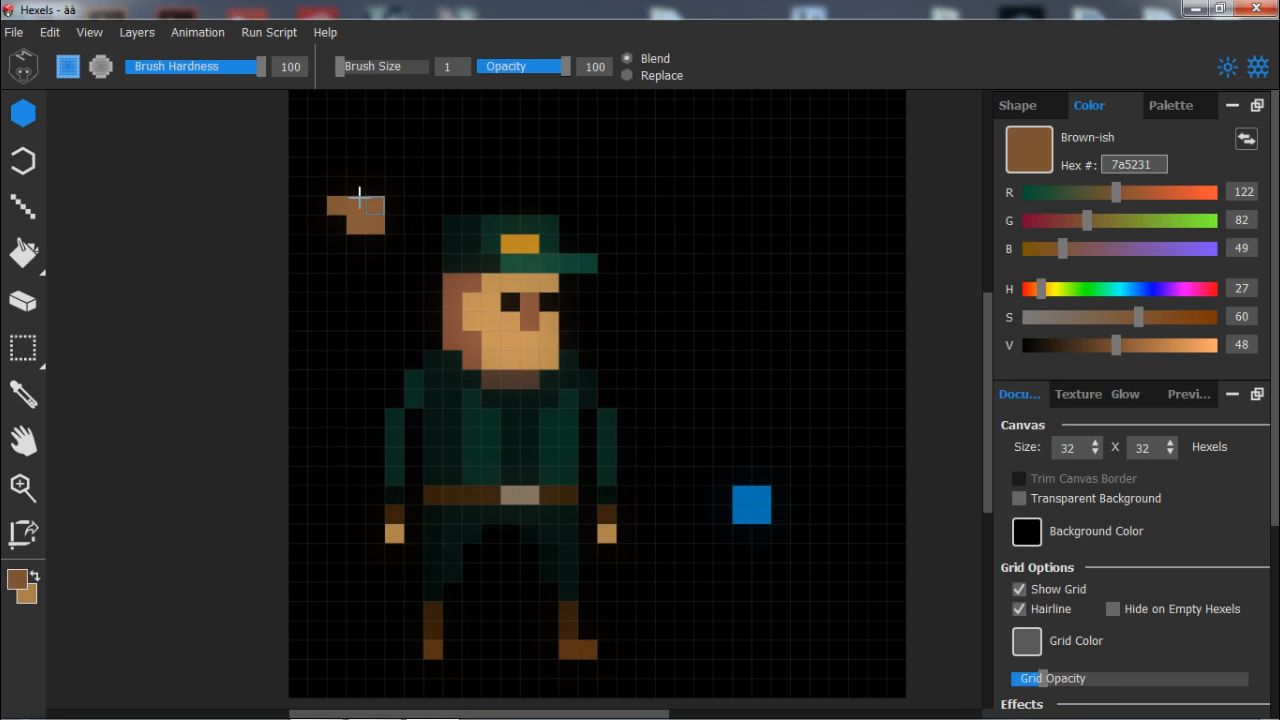 Hexels - àà
File Edit View Layers Animation Run Script Help
Brush Hardness 100 Brush Size 1 Opacity 100 Blend
Replace
Shape Color Palette
Brown-ish
Hex #: 7a5231
R 122
G 82
B 49
H 27
S 60
V 48
Docu... Texture Glow Previ...
Canvas
Size: 32 X 32 Hexels
Trim Canvas Border
Transparent Background
Background Color
Grid Options
Show Grid
Hairline Hide on Empty Hexels
Grid Color
Grid Opacity
Effects